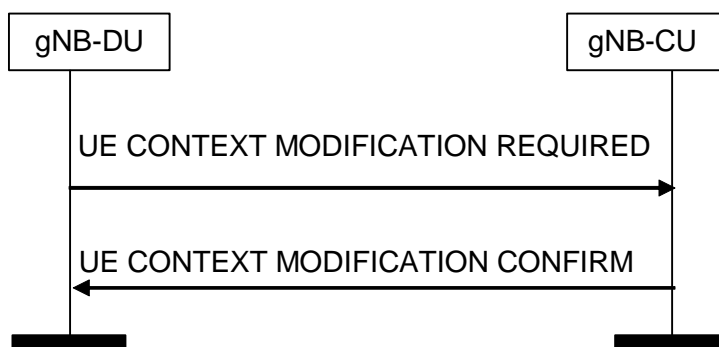 gNB-DU
gNB-CU
UE CONTEXT MODIFICATION REQUIRED
UE CONTEXT MODIFICATION CONFIRM